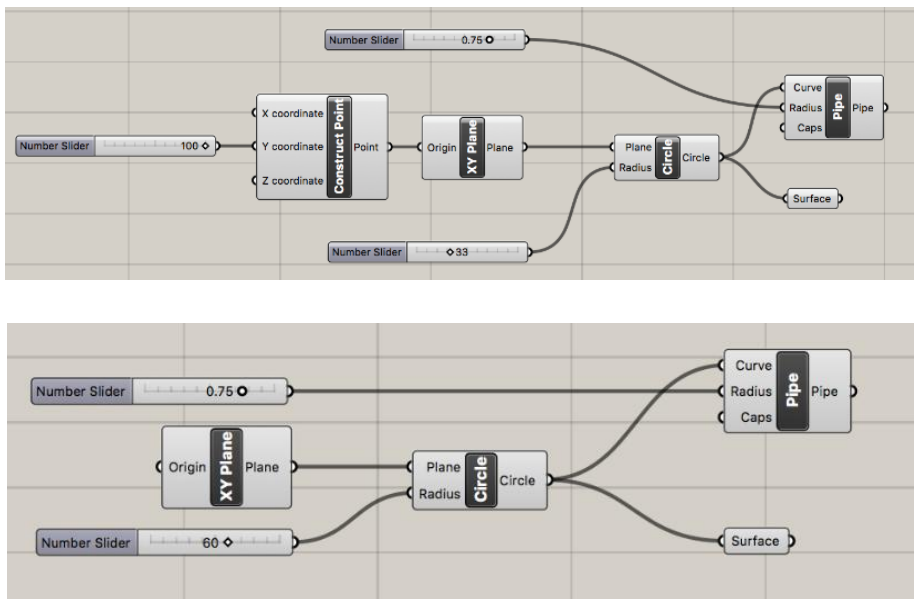 Number Slider 0.75
Curve
Radius
Caps
Pipe
Pipe
X coordinate
Y coordinate
Z coordinate
Construct Point
Point
Number Slider 100
Origin
XY Plane
Plane
Plane
Radius
Circle
Circle
Surface
Number Slider 33
Number Slider 0.75
Curve
Radius
Caps
Pipe
Pipe
Origin
XY Plane
Plane
Plane
Radius
Circle
Circle
Number Slider 60
Surface